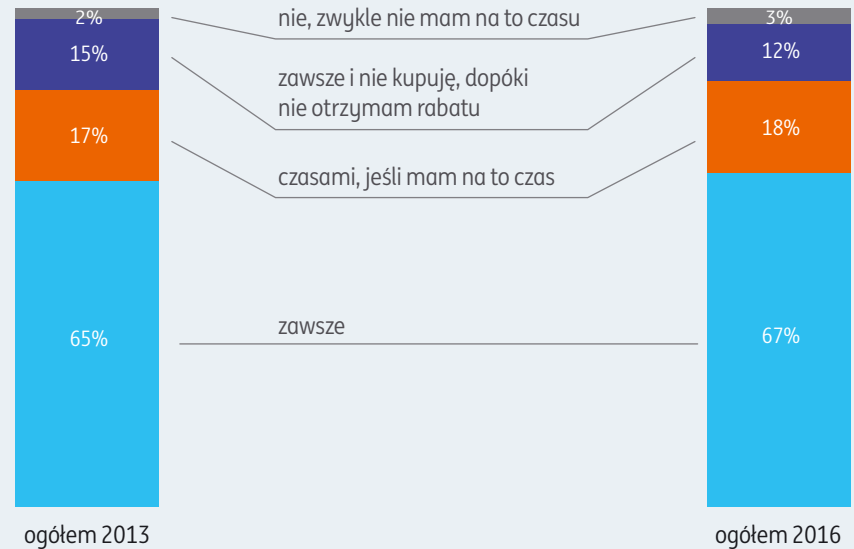 2% nie, zwykle nie mam na to czasu 3%
15% zawsze i nie kupuję, dopóki 12%
nie otrzymam rabatu
17% czasami, jeśli mam na to czas 18%
65% zawsze 67%
ogółem 2013 ogółem 2016